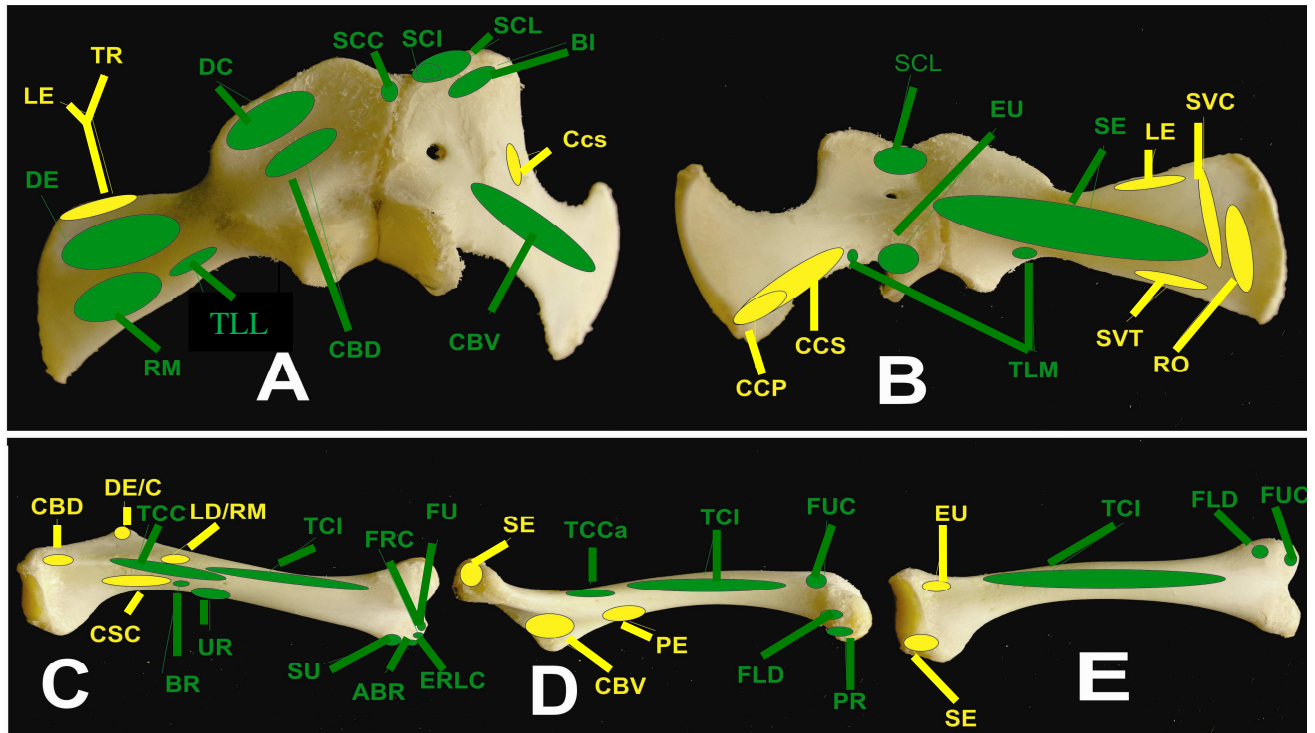 SCL
SCI
SCC
BI
TR
DC
LE
Ccs
DE
TLL
RM
CBD
CBV
A
SCL
EU
SE
SVC
LE
CCS
CCP
SVT
RO
TLM
B
DE/C
CBD
TCC
LD/RM
TCI
FU
FRC
CSC
UR
BR
SU
ABR
ERLC
C
SE
TCCa
TCI
FUC
PE
CBV
FLD
PR
D
EU
TCI
FLD
FUC
SE
E